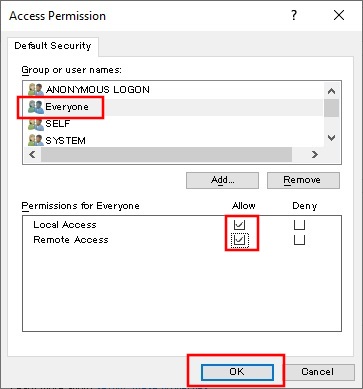 Access Permission
Default Security
Group or user names:
ANONYMOUS LOGON
Everyone
SELF
SYSTEM
Add...
Remove
Permissions for Everyone Allow Deny
Local Access
Remote Access
OK
Cancel